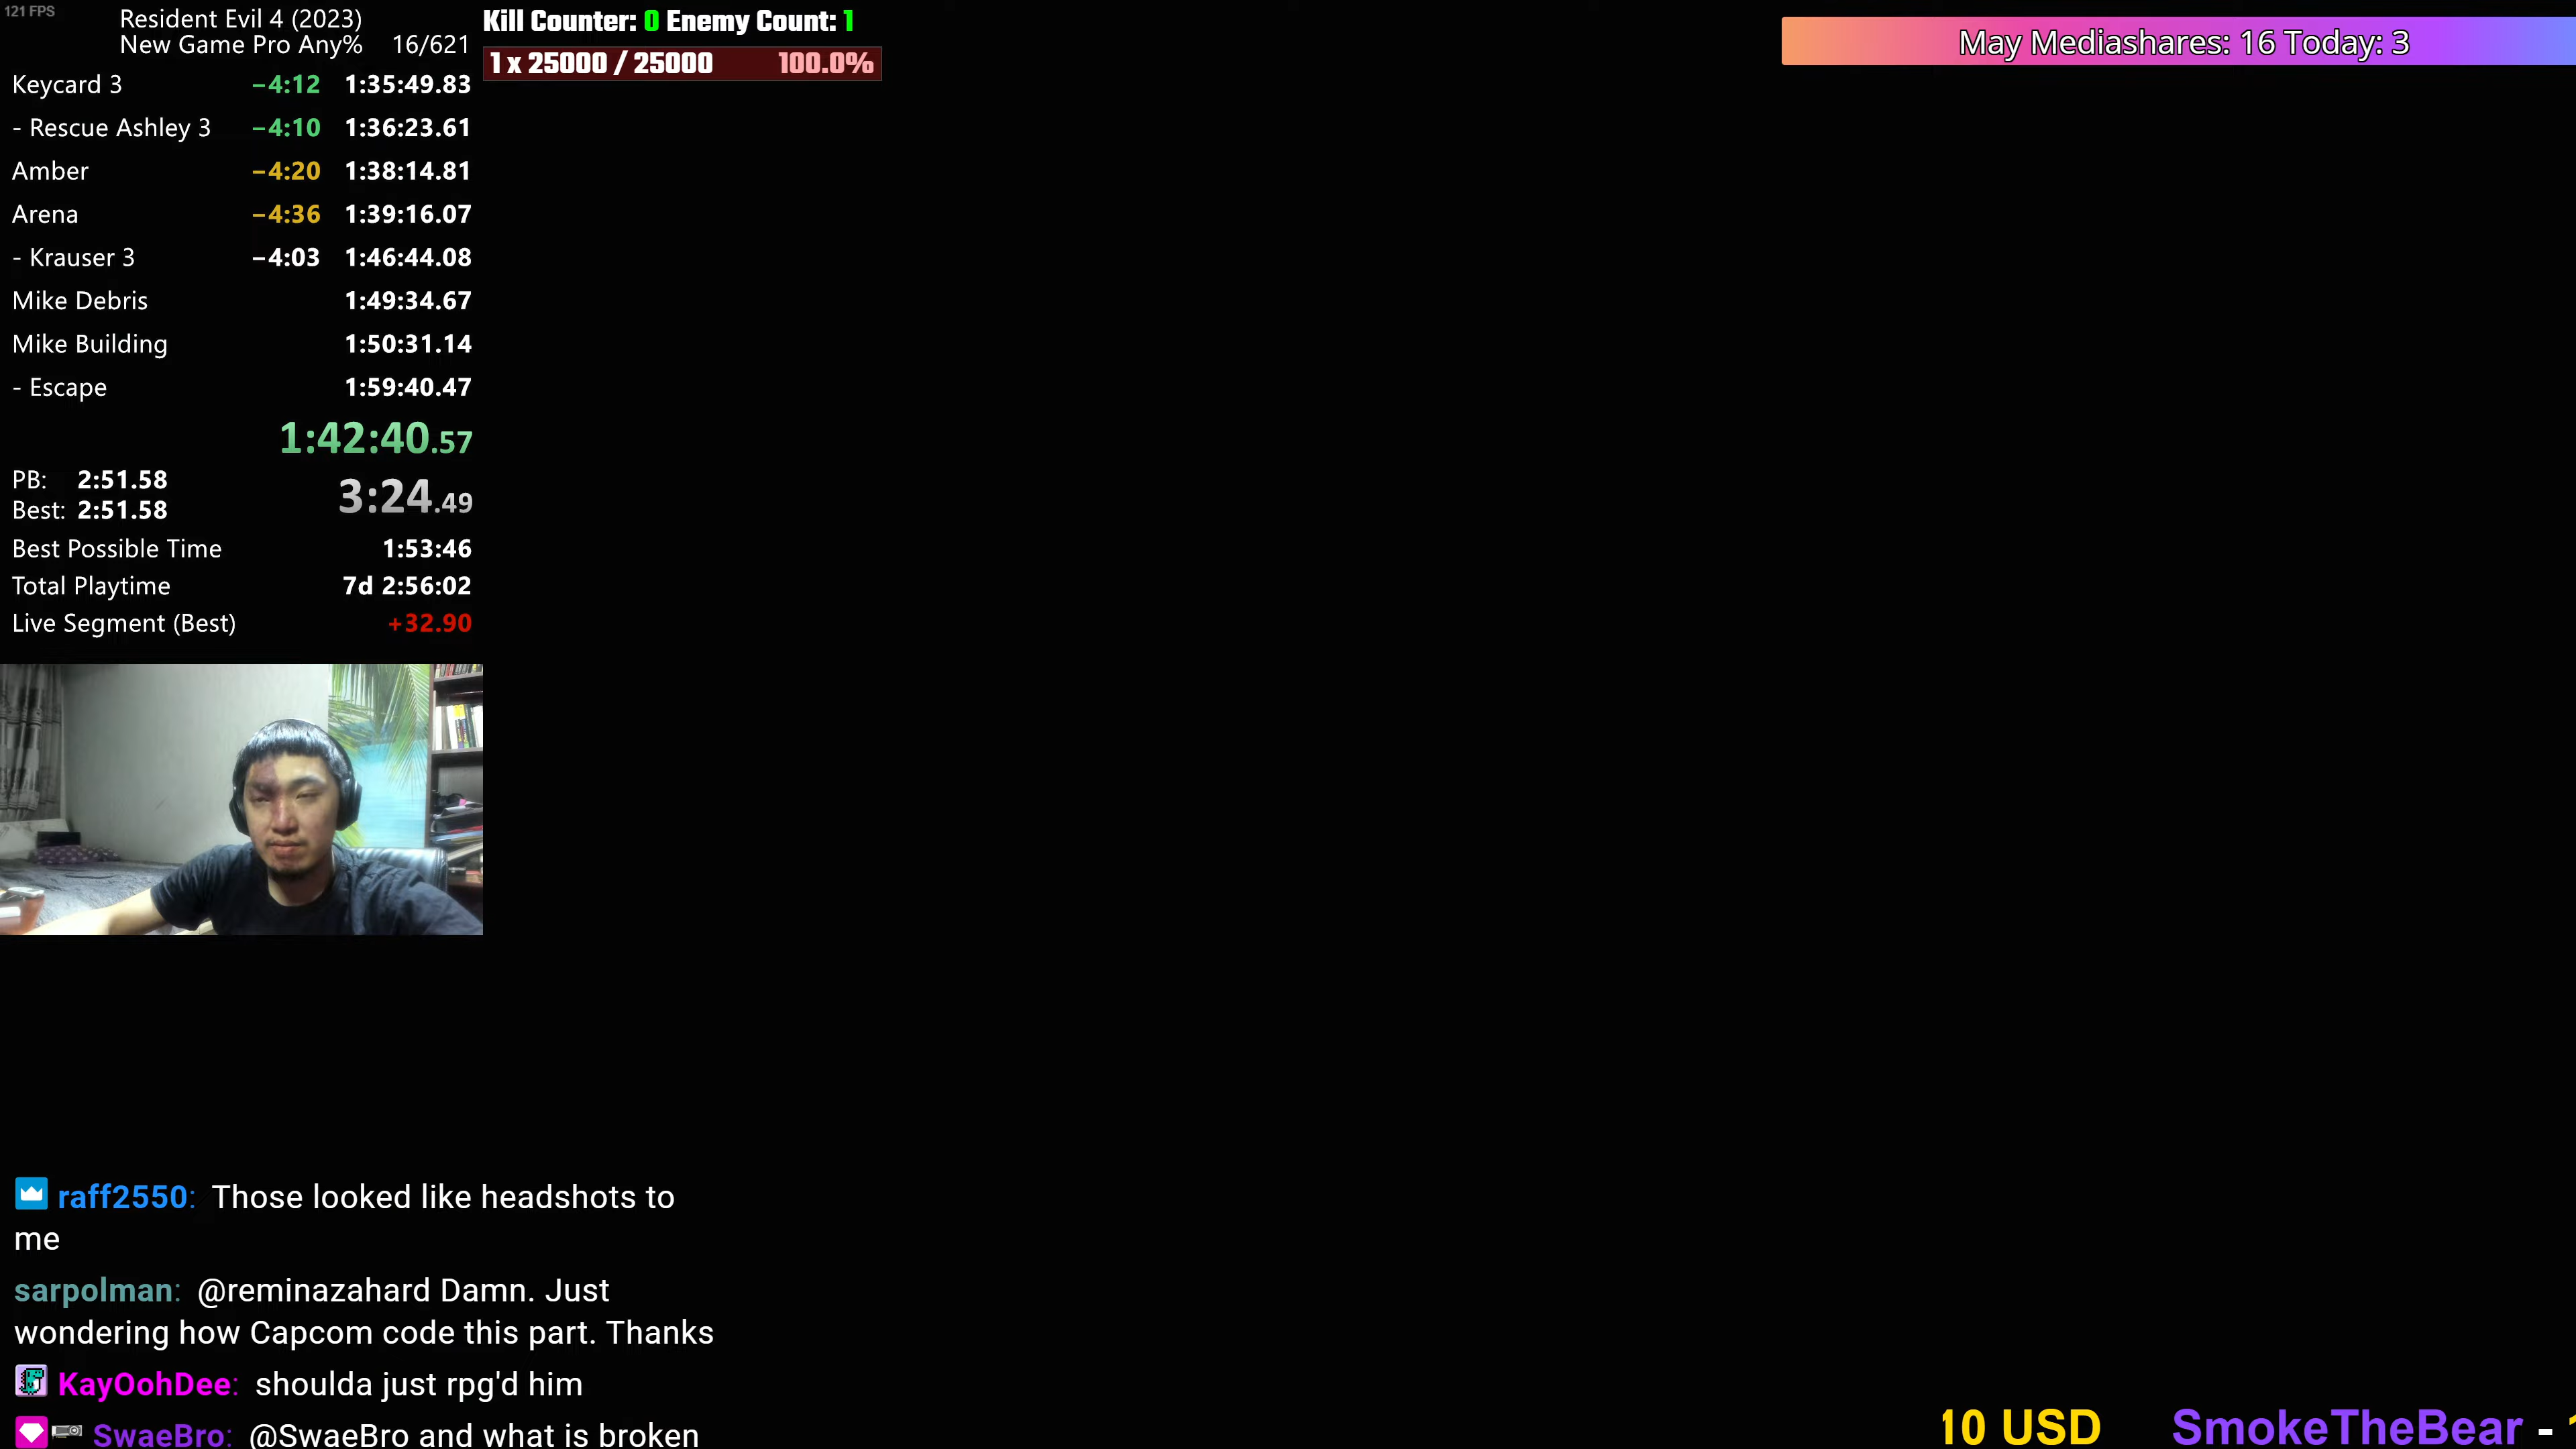 121 FPS
Resident Evil 4 (2023)
New Game Pro Any% 16/621
Kill Counter: 0 Enemy Count: 1
1 x 25000 / 25000 100.0%
May Mediashares: 16 Today: 3
Keycard 3 −4:12 1:35:49.83
- Rescue Ashley 3 −4:10 1:36:23.61
Amber −4:20 1:38:14.81
Arena −4:36 1:39:16.07
- Krauser 3 −4:03 1:46:44.08
Mike Debris 1:49:34.67
Mike Building 1:50:31.14
- Escape 1:59:40.47
1:42:40.57
PB: 2:51.58
Best: 2:51.58
3:24.49
Best Possible Time 1:53:46
Total Playtime 7d 2:56:02
Live Segment (Best) +32.90
raff2550: Those looked like headshots to
me
sarpolman: @reminazahard Damn. Just
wondering how Capcom code this part. Thanks
KayOohDee: shoulda just rpg'd him
SwaeBro: @SwaeBro and what is broken
10 USD SmokeTheBear -